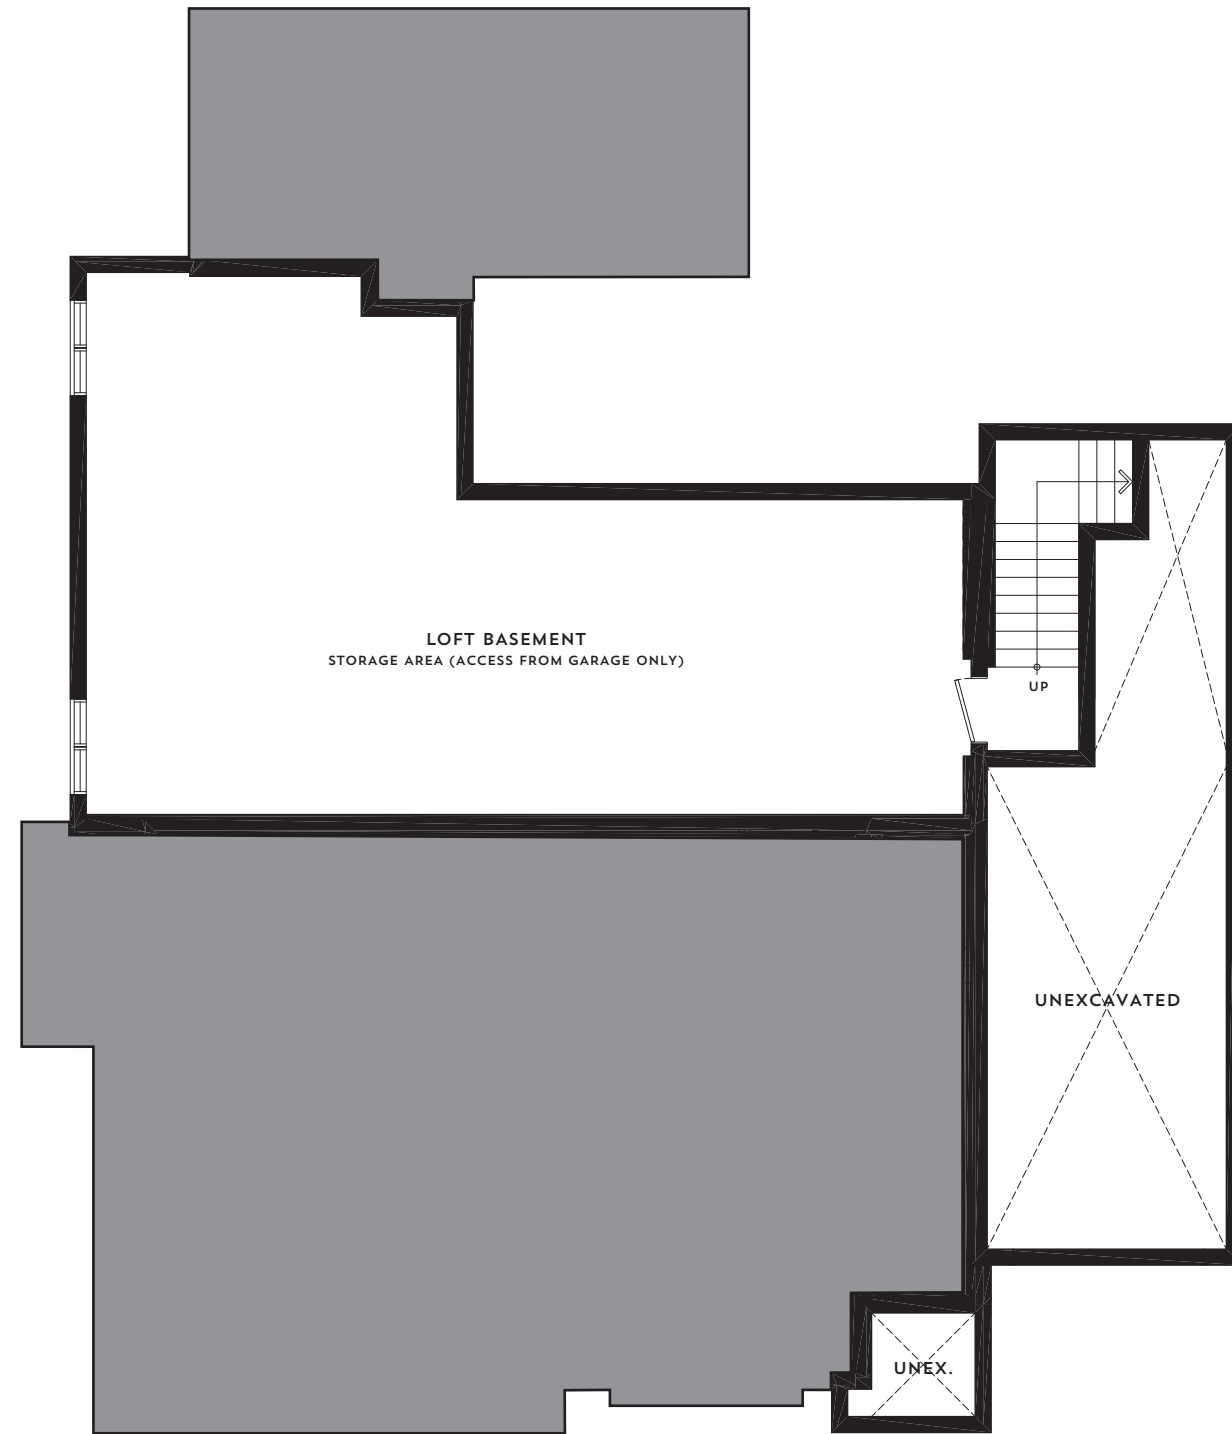 LOFT BASEMENT
STORAGE AREA (ACCESS FROM GARAGE ONLY)
UP
UNEXCAVATED
UNEX.